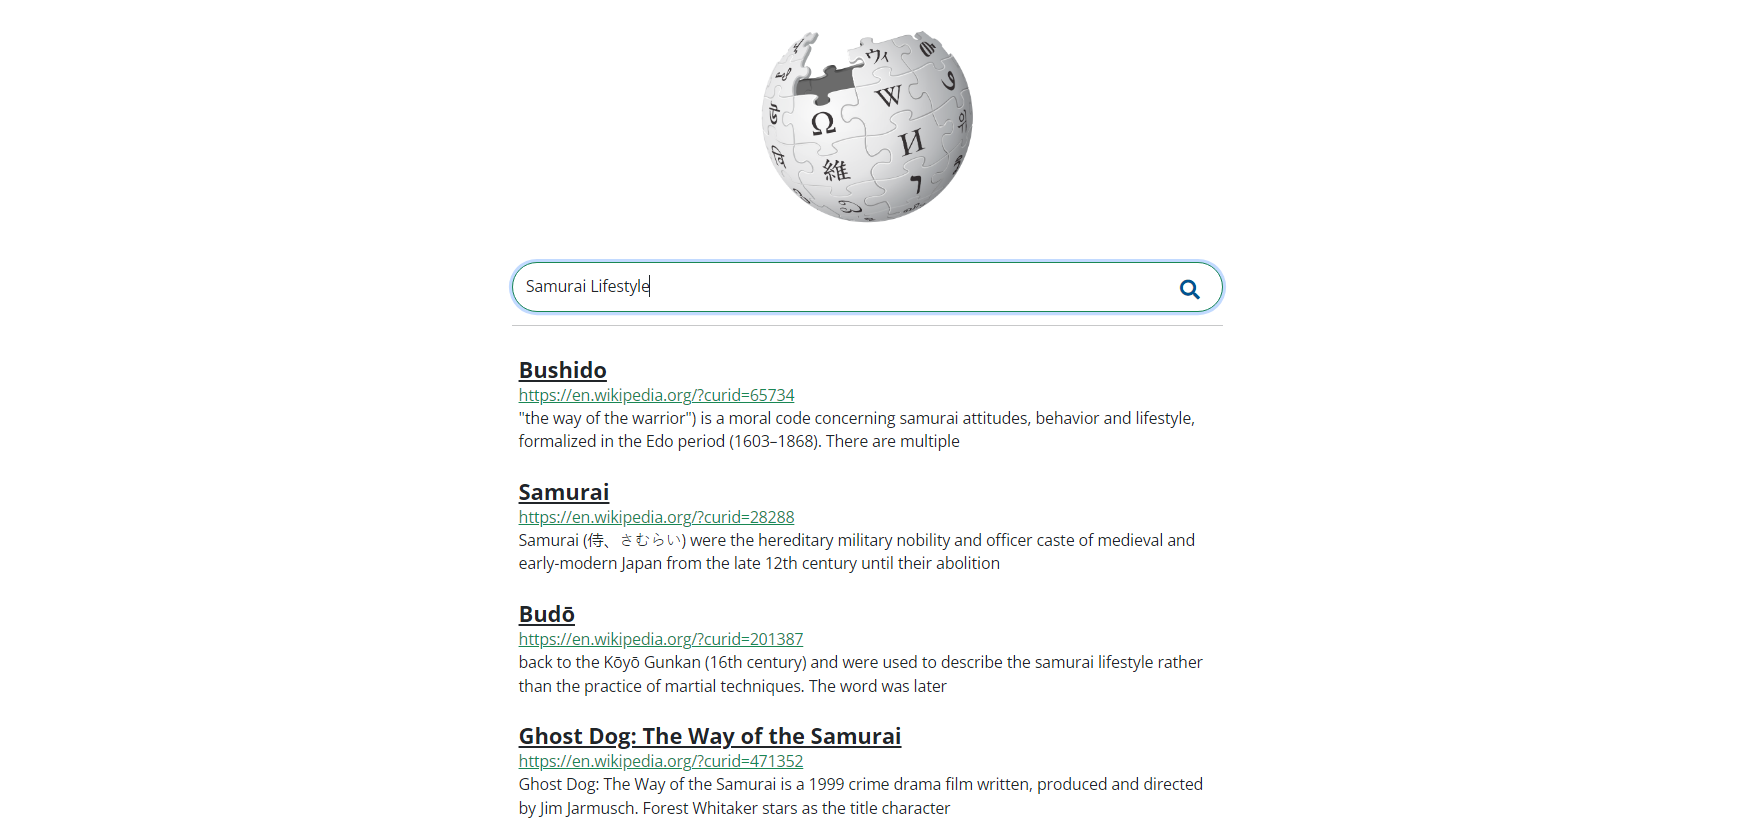 ウィ
W
Ω
И
維
7
Samurai Lifestyle
Bushido
https://en.wikipedia.org/?curid=65734
"the way of the warrior") is a moral code concerning samurai attitudes, behavior and lifestyle,
formalized in the Edo period (1603–1868). There are multiple
Samurai
https://en.wikipedia.org/?curid=28288
Samurai (侍、さむらい) were the hereditary military nobility and officer caste of medieval and
early-modern Japan from the late 12th century until their abolition
Budō
https://en.wikipedia.org/?curid=201387
back to the Kōyō Gunkan (16th century) and were used to describe the samurai lifestyle rather
than the practice of martial techniques. The word was later
Ghost Dog: The Way of the Samurai
https://en.wikipedia.org/?curid=471352
Ghost Dog: The Way of the Samurai is a 1999 crime drama film written, produced and directed
by Jim Jarmusch. Forest Whitaker stars as the title character